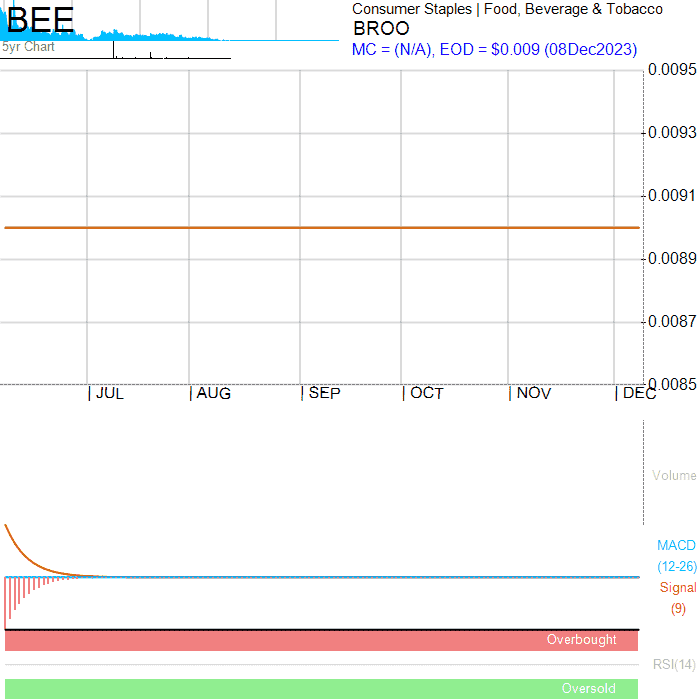 BEE
5yr Chart
Consumer Staples | Food, Beverage & Tobacco
BROO
MC = (N/A), EOD = $0.009 (08Dec2023)
0.0095
0.0093
0.0091
0.0089
0.0087
0.0085
JUL
AUG
SEP
OCT
NOV
DEC
Volume
MACD
(12-26)
Signal
(9)
Overbought
RSI(14)
Oversold